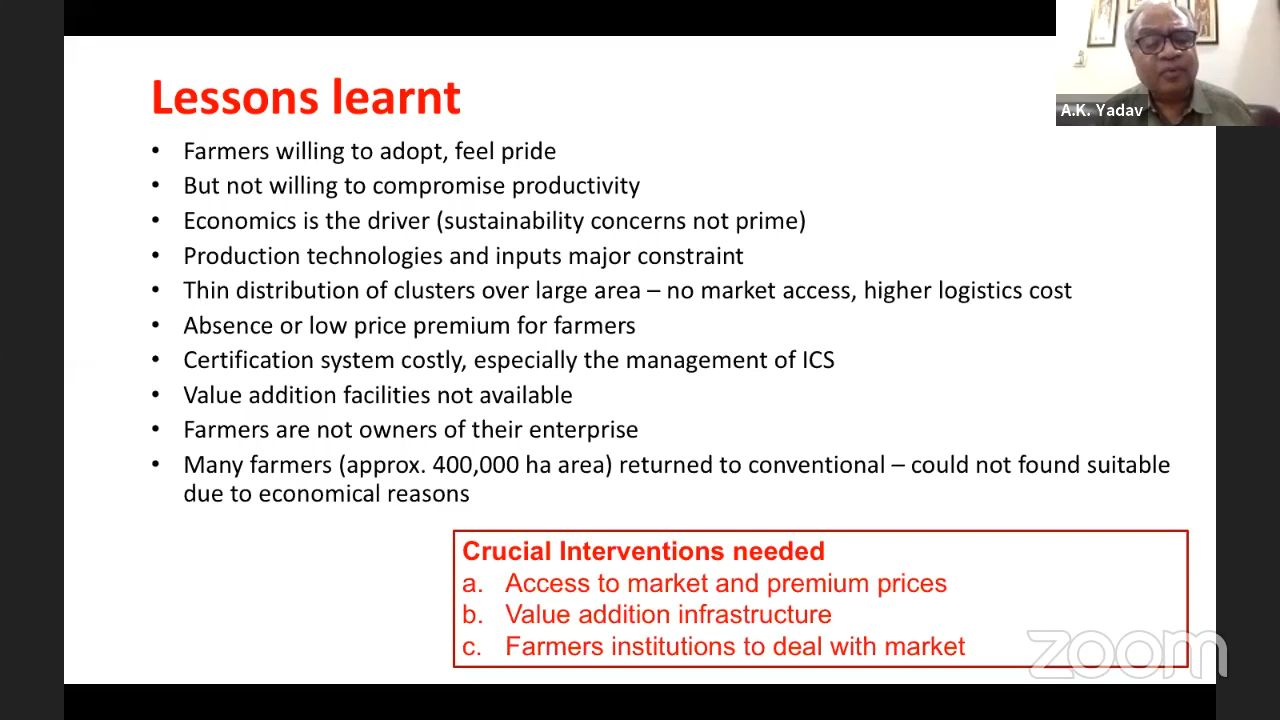 Lessons learnt
• Farmers willing to adopt, feel pride
• But not willing to compromise productivity
• Economics is the driver (sustainability concerns not prime)
• Production technologies and inputs major constraint
• Thin distribution of clusters over large area – no market access, higher logistics cost
• Absence or low price premium for farmers
• Certification system costly, especially the management of ICS
• Value addition facilities not available
• Farmers are not owners of their enterprise
• Many farmers (approx. 400,000 ha area) returned to conventional – could not found suitable
due to economical reasons
Crucial Interventions needed
a. Access to market and premium prices
b. Value addition infrastructure
c. Farmers institutions to deal with market
A.K. Yadav
zoom